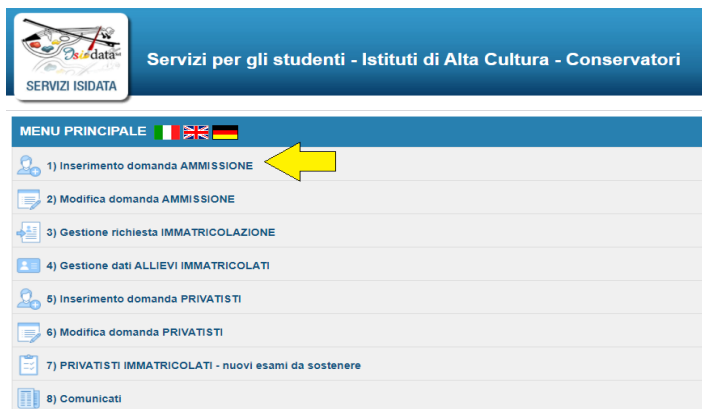 Isisdata
SERVIZI ISIDATA
Servizi per gli studenti - Istituti di Alta Cultura - Conservatori
MENU PRINCIPALE
1) Inserimento domanda AMMISSIONE
2) Modifica domanda AMMISSIONE
3) Gestione richiesta IMMATRICOLAZIONE
4) Gestione dati ALLIEVI IMMATRICOLATI
5) Inserimento domanda PRIVATISTI
6) Modifica domanda PRIVATISTI
7) PRIVATISTI IMMATRICOLATI - nuovi esami da sostenere
8) Comunicati